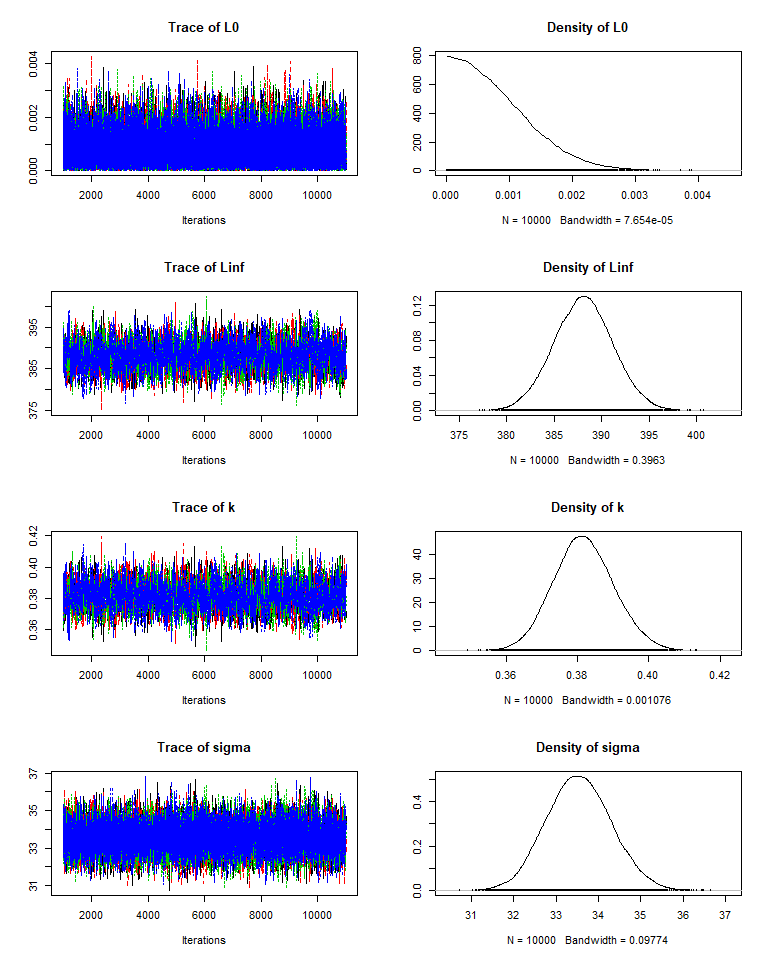 Trace of L0
0.004
0.002
0.000
2000 4000 6000 8000 10000
Iterations
Density of L0
800
600
400
200
0
0.000 0.001 0.002 0.003 0.004
N = 10000 Bandwidth = 7.654e-05
Trace of Linf
395
385
375
2000 4000 6000 8000 10000
Iterations
Density of Linf
0.12
0.08
0.04
0.00
375 380 385 390 395 400
N = 10000 Bandwidth = 0.3963
Trace of k
0.42
0.40
0.38
0.36
2000 4000 6000 8000 10000
Iterations
Density of k
40
30
20
10
0
0.36 0.38 0.40 0.42
N = 10000 Bandwidth = 0.001076
Trace of sigma
37
35
33
31
2000 4000 6000 8000 10000
Iterations
Density of sigma
0.4
0.2
0.0
31 32 33 34 35 36 37
N = 10000 Bandwidth = 0.09774